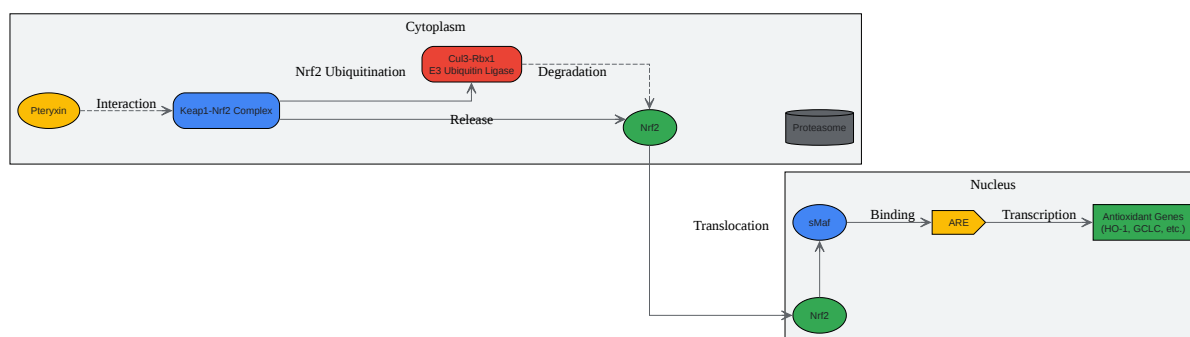 Cytoplasm
Cul3-Rbx1
E3 Ubiquitin Ligase
Nrf2 Ubiquitination
Degradation
Pteryxin
Interaction
Keap1-Nrf2 Complex
Release
Nrf2
Proteasome
Translocation
Nucleus
sMaf
Binding
ARE
Transcription
Antioxidant Genes
(HO-1, GCLC, etc.)
Nrf2